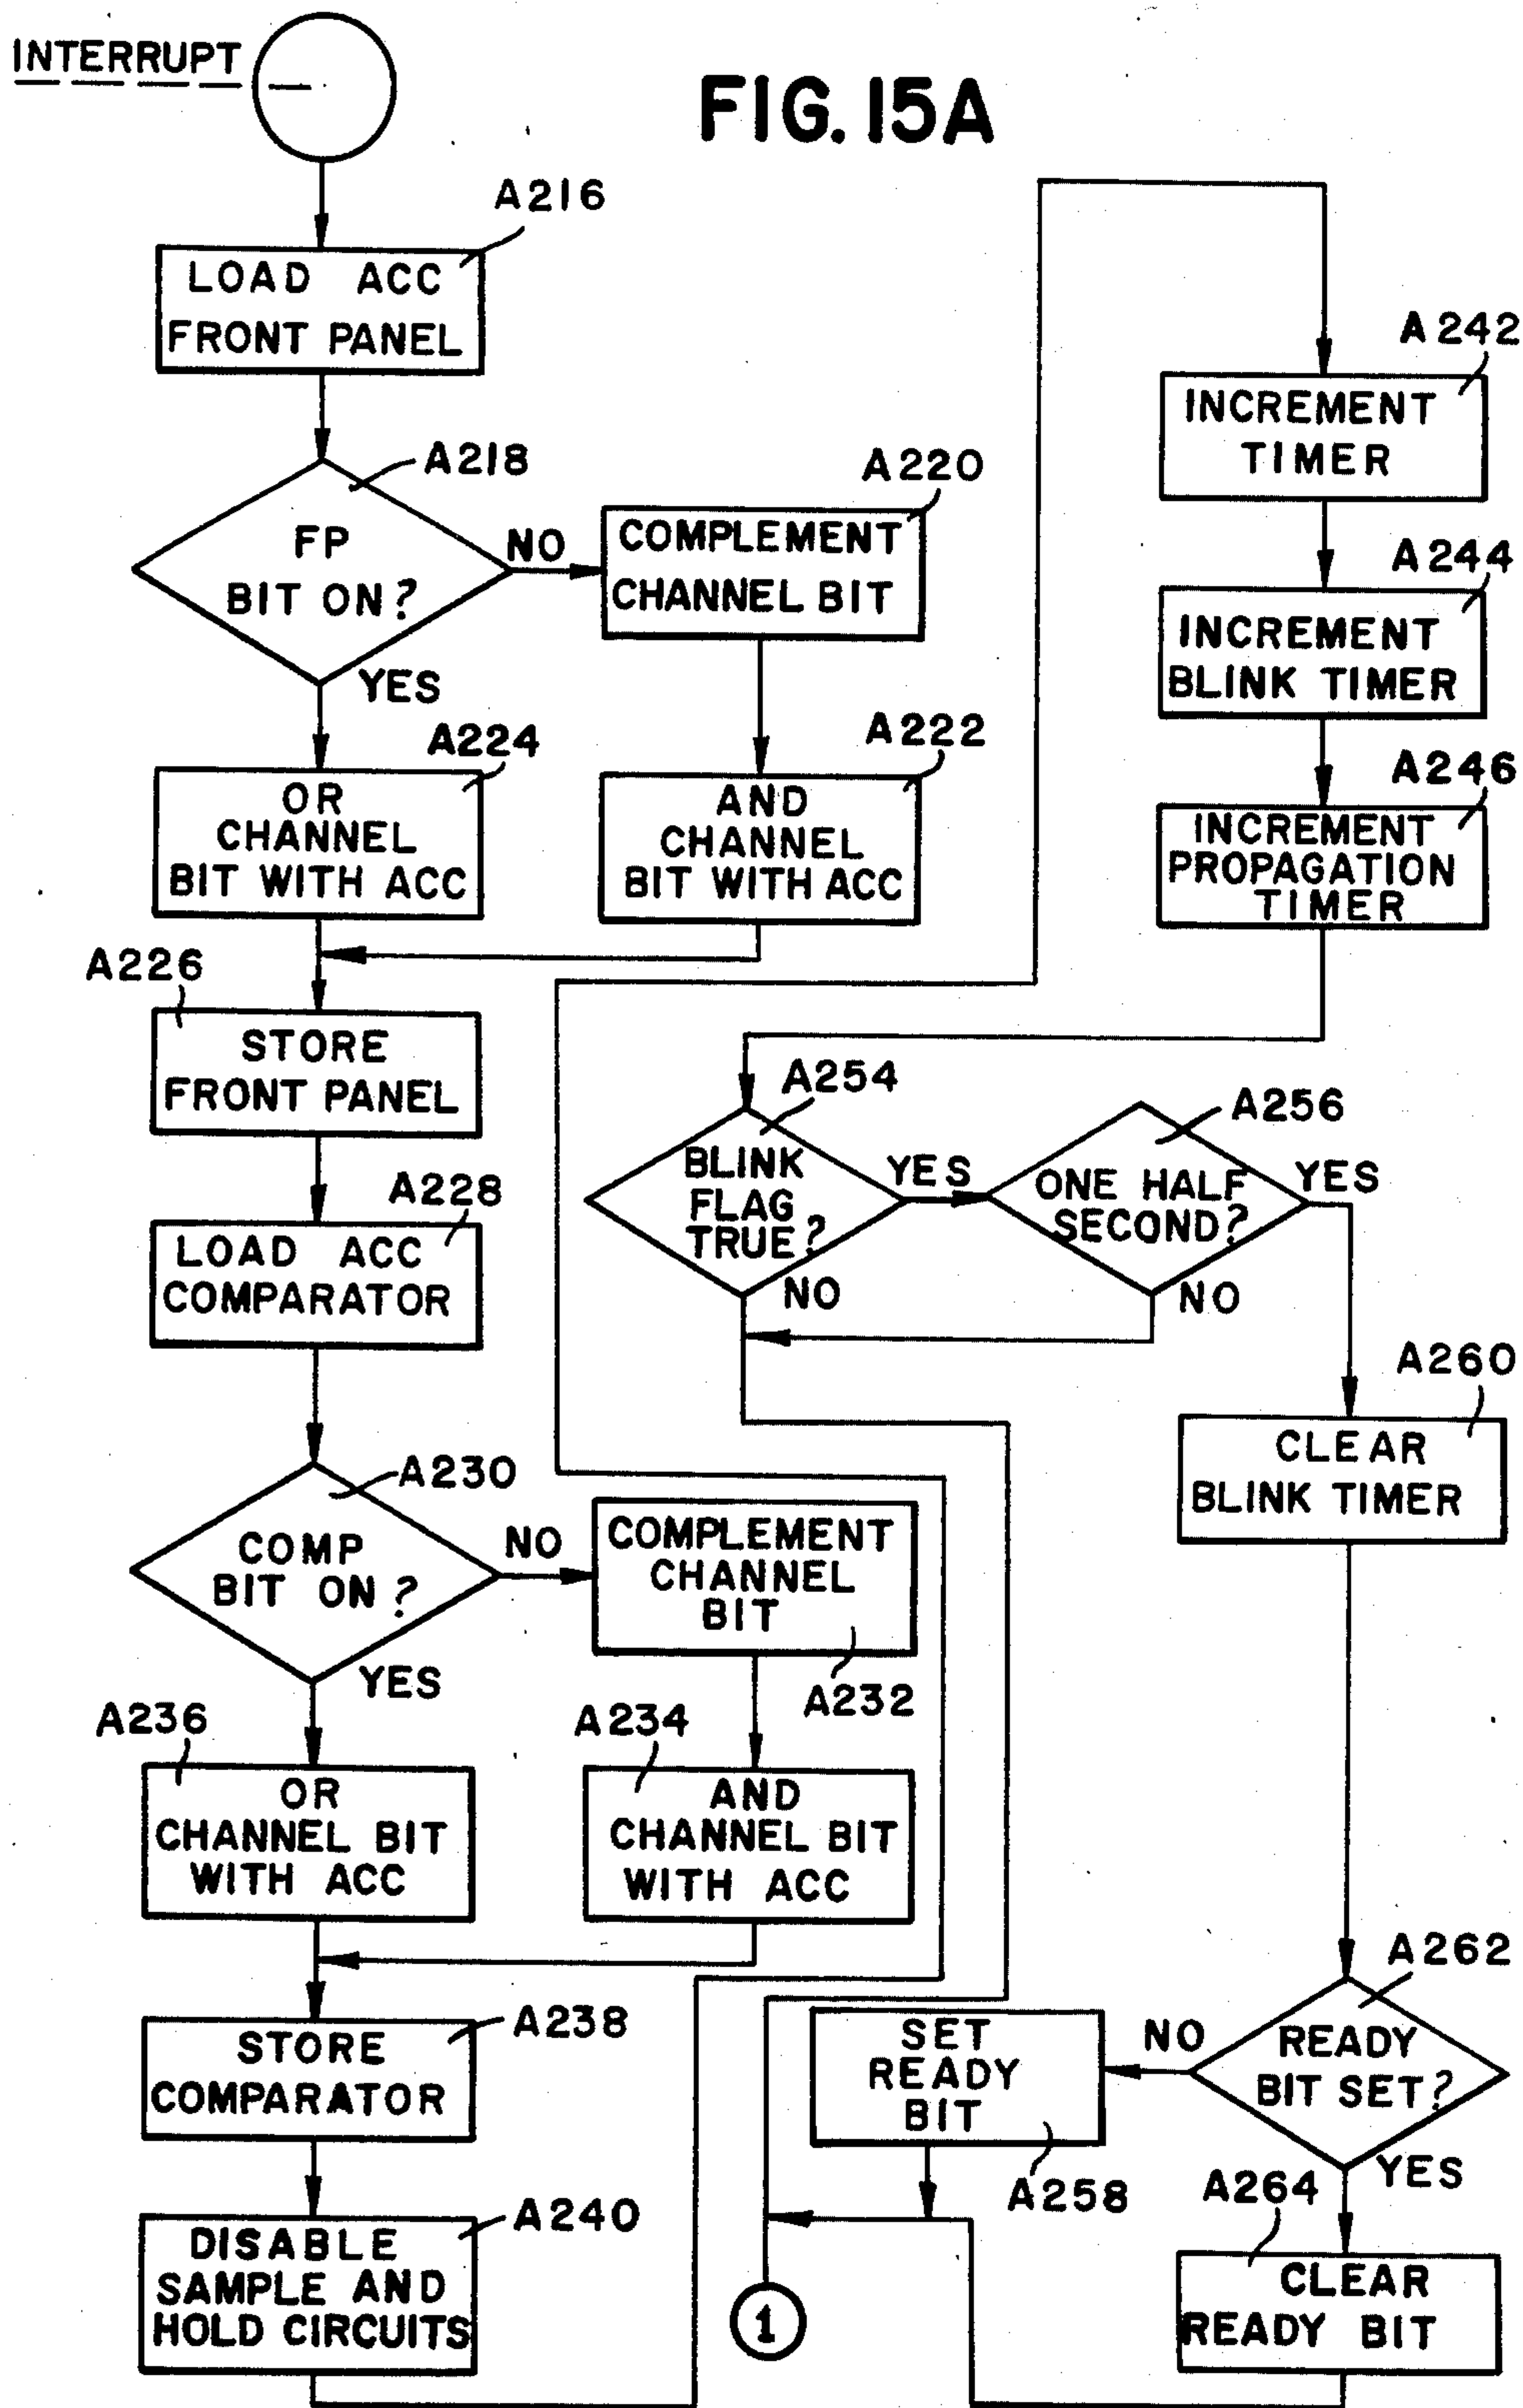 INTERRUPT
FIG. 15A
A216
LOAD ACC
FRONT PANEL
A218
FP
BIT ON?
NO
YES
A220
COMPLEMENT
CHANNEL BIT
A222
AND
CHANNEL
BIT WITH ACC
A224
OR
CHANNEL
BIT WITH ACC
A226
STORE
FRONT PANEL
A228
LOAD ACC
COMPARATOR
A230
COMP
BIT ON?
NO
YES
COMPLEMENT
CHANNEL
BIT
A232
A234
AND
CHANNEL BIT
WITH ACC
A236
OR
CHANNEL BIT
WITH ACC
A238
STORE
COMPARATOR
A240
DISABLE
SAMPLE AND
HOLD CIRCUITS
A242
INCREMENT
TIMER
A244
INCREMENT
BLINK TIMER
A246
INCREMENT
PROPAGATION
TIMER
A254
BLINK
FLAG
TRUE?
YES
NO
A256
ONE HALF
SECOND?
YES
NO
A260
CLEAR
BLINK TIMER
A262
READY
BIT SET?
NO
YES
SET
READY
BIT
A258
A264
CLEAR
READY BIT
1